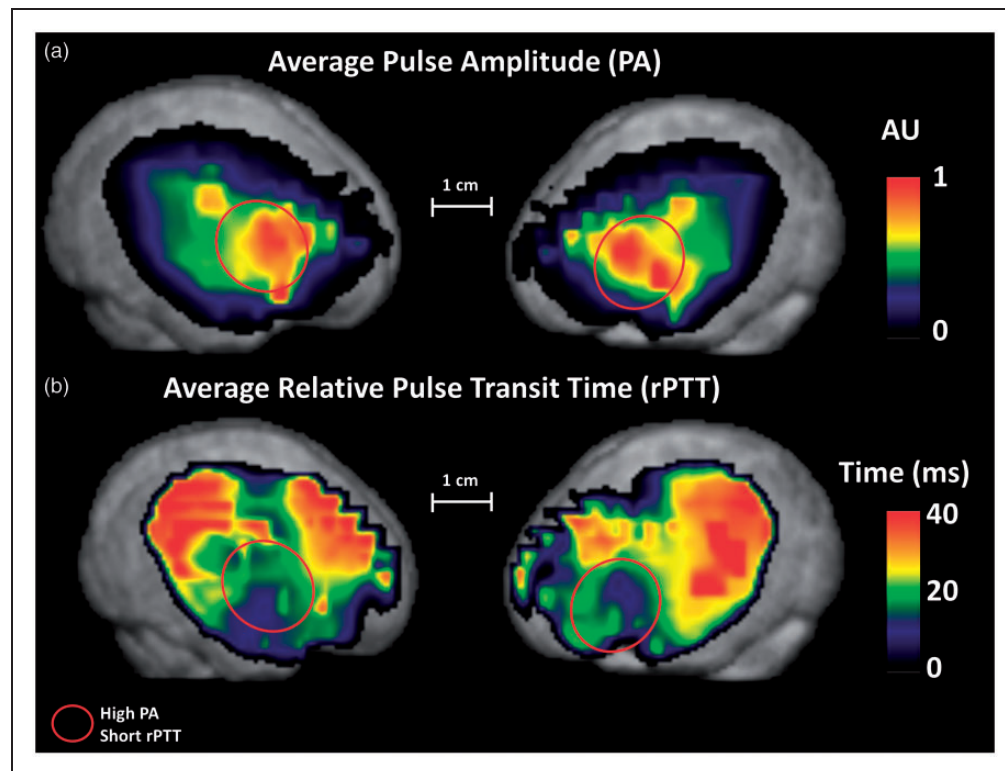 (a)
Average Pulse Amplitude (PA)
AU
1 cm
1
0
(b)
Average Relative Pulse Transit Time (rPTT)
Time (ms)
1 cm
40
20
0
High PA
Short rPTT